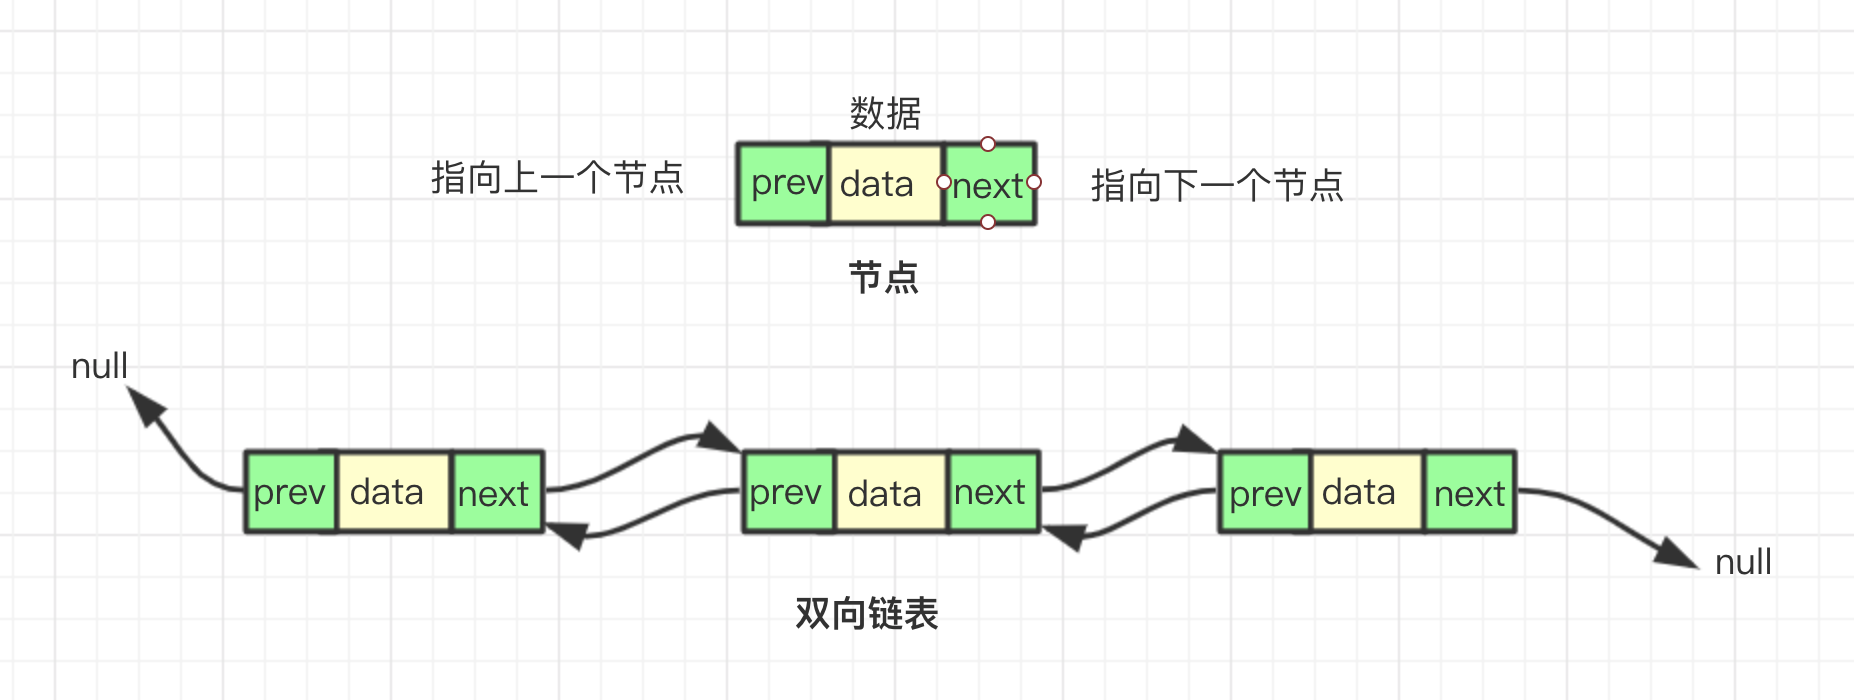 数据
指向上一个节点
prev data next
指向下一个节点
节点
null
prev data next
prev data next
prev data next
null
双向链表